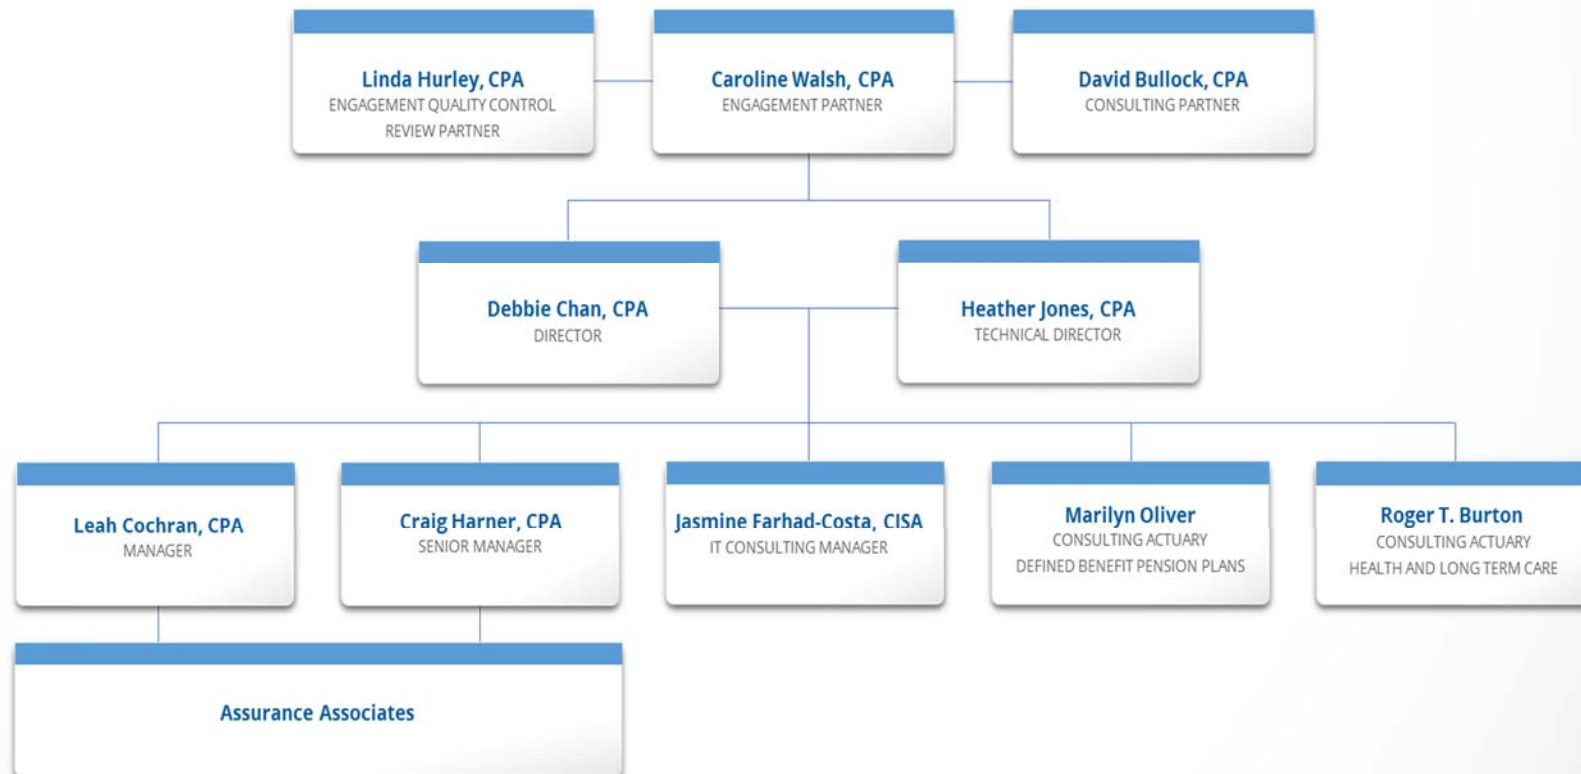 Linda Hurley, CPA
ENGAGEMENT QUALITY CONTROL
REVIEW PARTNER
Caroline Walsh, CPA
ENGAGEMENT PARTNER
David Bullock, CPA
CONSULTING PARTNER
Debbie Chan, CPA
DIRECTOR
Heather Jones, CPA
TECHNICAL DIRECTOR
Leah Cochran, CPA
MANAGER
Craig Harner, CPA
SENIOR MANAGER
Jasmine Farhad-Costa, CISA
IT CONSULTING MANAGER
Marilyn Oliver
CONSULTING ACTUARY
DEFINED BENEFIT PENSION PLANS
Roger T. Burton
CONSULTING ACTUARY
HEALTH AND LONG TERM CARE
Assurance Associates